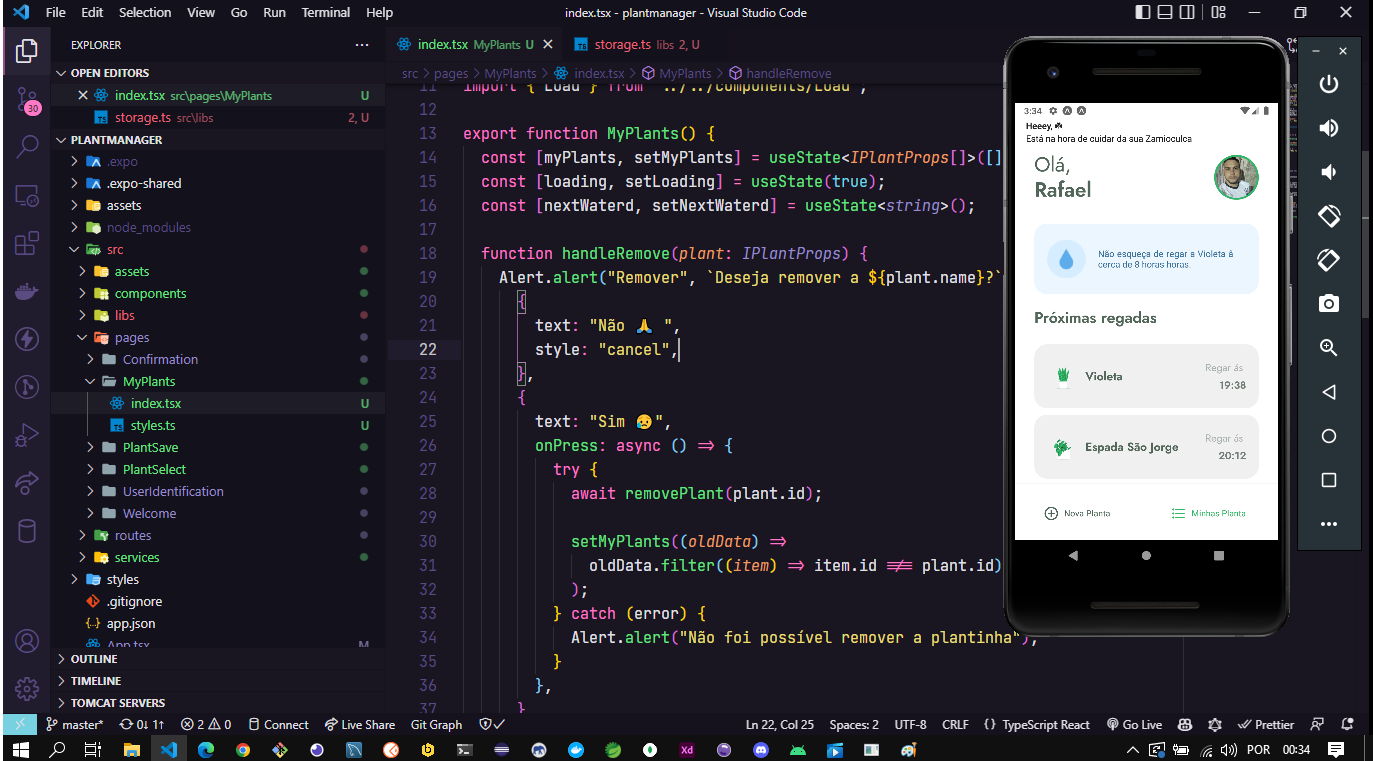 File Edit Selection View Go Run Terminal Help
index.tsx - plantmanager - Visual Studio Code
EXPLORER
OPEN EDITORS
index.tsx src\pages\MyPlants U
storage.ts src\libs 2, U
PLANTMANAGER
.expo
.expo-shared
assets
node_modules
src
assets
components
libs
pages
Confirmation
MyPlants
index.tsx U
styles.ts U
PlantSave
PlantSelect
UserIdentification
Welcome
routes
services
styles
.gitignore
app.json
App.tsx M
OUTLINE
TIMELINE
TOMCAT SERVERS
30
index.tsx MyPlants U
storage.ts libs 2, U
src > pages > MyPlants > index.tsx > MyPlants > handleRemove
11 import { Load } from "../../components/Load";
12
13 export function MyPlants() {
14 const [myPlants, setMyPlants] = useState<IPlantProps[]>([]
15 const [loading, setLoading] = useState(true);
16 const [nextWaterd, setNextWaterd] = useState<string>();
17
18 function handleRemove(plant: IPlantProps) {
19 Alert.alert("Remover", `Deseja remover a ${plant.name}?`
20 {
21 text: "Não 🙏 ",
22 style: "cancel",
23 },
24 {
25 text: "Sim 😥",
26 onPress: async () => {
27 try {
28 await removePlant(plant.id);
29
30 setMyPlants((oldData) =>
31 oldData.filter((item) => item.id !== plant.id)
32 );
33 } catch (error) {
34 Alert.alert("Não foi possível remover a plantinha");
35 }
36 },
37 }
3:34
Heeey, ☘
Está na hora de cuidar da sua Zamioculca
Olá,
Rafael
Não esqueça de regar a Violeta à
cerca de 8 horas horas.
Próximas regadas
Violeta
Regar ás
19:38
Espada São Jorge
Regar ás
20:12
Nova Planta
Minhas Planta
master* 0↓ 1↑ 2 0 Connect Live Share Git Graph
Ln 22, Col 25 Spaces: 2 UTF-8 CRLF {} TypeScript React Go Live Prettier
Xd
POR 00:34